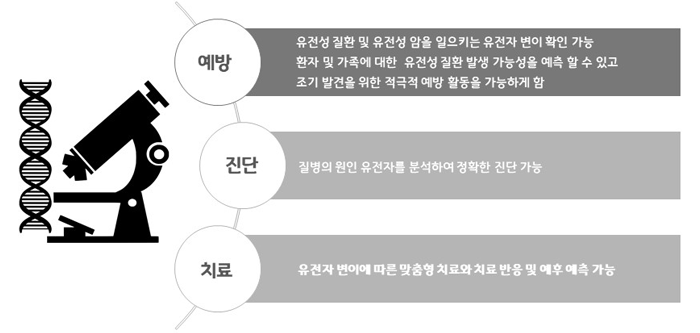 예방
유전성 질환 및 유전성 암을 일으키는 유전자 변이 확인 가능
환자 및 가족에 대한 유전성 질환 발생 가능성을 예측 할 수 있고
조기 발견을 위한 적극적 예방 활동을 가능하게 함
진단
질병의 원인 유전자를 분석하여 정확한 진단 가능
치료
유전자 변이에 따른 맞춤형 치료와 치료 반응 및 예후 예측 가능